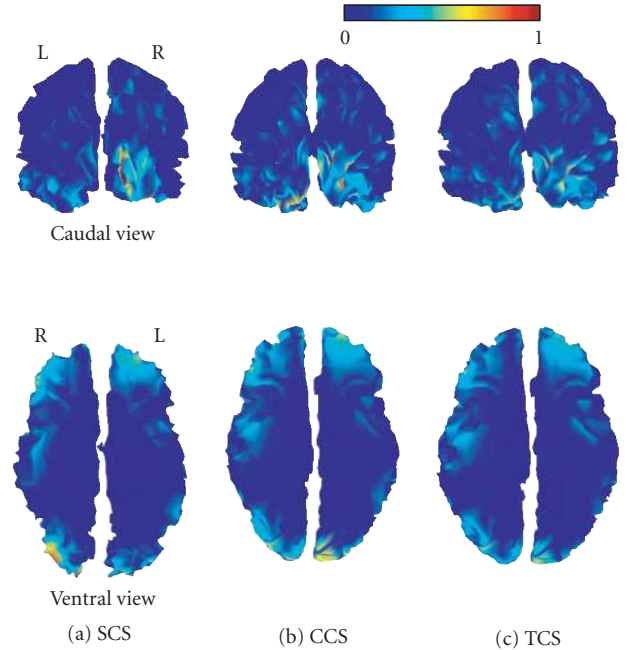 0 1
L R
Caudal view
R L
Ventral view
(a) SCS (b) CCS (c) TCS